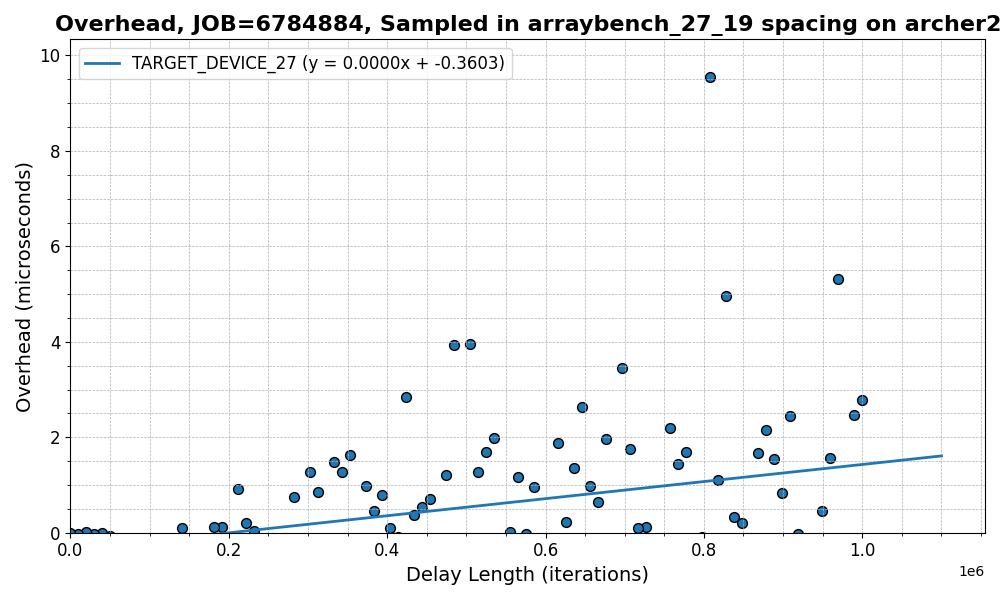 Overhead, JOB=6784884, Sampled in arraybench_27_19 spacing on archer2
TARGET_DEVICE_27 (y = 0.0000x + -0.3603)
Overhead (microseconds)
10
8
6
4
2
0
0.0 0.2 0.4 0.6 0.8 1.0
1e6
Delay Length (iterations)